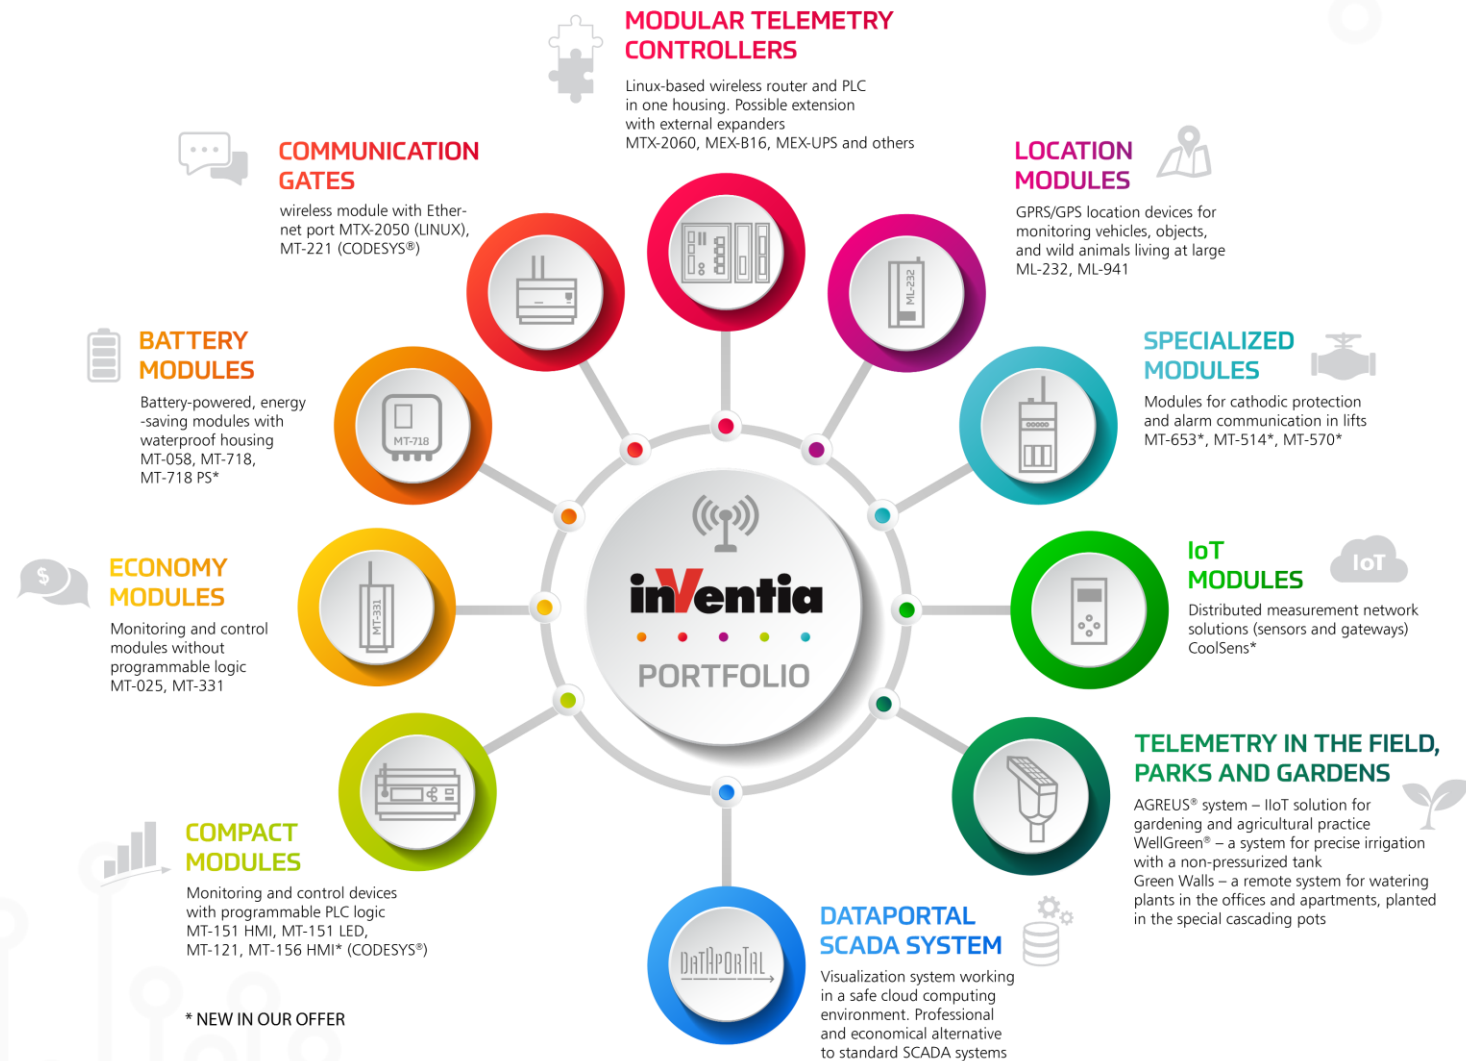 MODULAR TELEMETRY
CONTROLLERS
Linux-based wireless router and PLC
in one housing. Possible extension
with external expanders
MTX-2060, MEX-B16, MEX-UPS and others
COMMUNICATION
GATES
wireless module with Ether-
net port MTX-2050 (LINUX),
MT-221 (CODESYS®)
LOCATION
MODULES
GPRS/GPS location devices for
monitoring vehicles, objects,
and wild animals living at large
ML-232, ML-941
ML-232
BATTERY
MODULES
Battery-powered, energy
-saving modules with
waterproof housing
MT-058, MT-718,
MT-718 PS*
MT-718
SPECIALIZED
MODULES
Modules for cathodic protection
and alarm communication in lifts
MT-653*, MT-514*, MT-570*
$
ECONOMY
MODULES
Monitoring and control
modules without
programmable logic
MT-025, MT-331
MT-331
inVentia
PORTFOLIO
IoT
MODULES
IoT
Distributed measurement network
solutions (sensors and gateways)
CoolSens*
COMPACT
MODULES
Monitoring and control devices
with programmable PLC logic
MT-151 HMI, MT-151 LED,
MT-121, MT-156 HMI* (CODESYS®)
TELEMETRY IN THE FIELD,
PARKS AND GARDENS
AGREUS® system – IIoT solution for
gardening and agricultural practice
WellGreen® – a system for precise irrigation
with a non-pressurized tank
Green Walls – a remote system for watering
plants in the offices and apartments, planted
in the special cascading pots
DATAPORTAL
DATAPORTAL
SCADA SYSTEM
Visualization system working
in a safe cloud computing
environment. Professional
and economical alternative
to standard SCADA systems
* NEW IN OUR OFFER